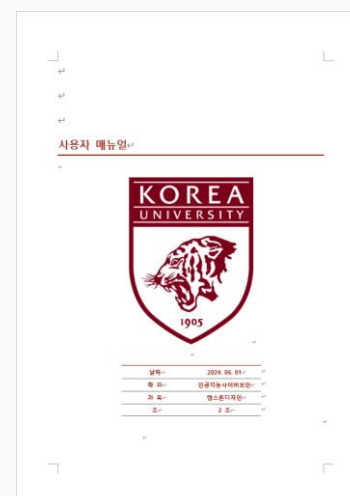 사용자 매뉴얼
KOREA
UNIVERSITY
1905
날짜 2024. 06. 01
학 과 인공지능사이버보안
과 목 캡스톤디자인
조 2 조